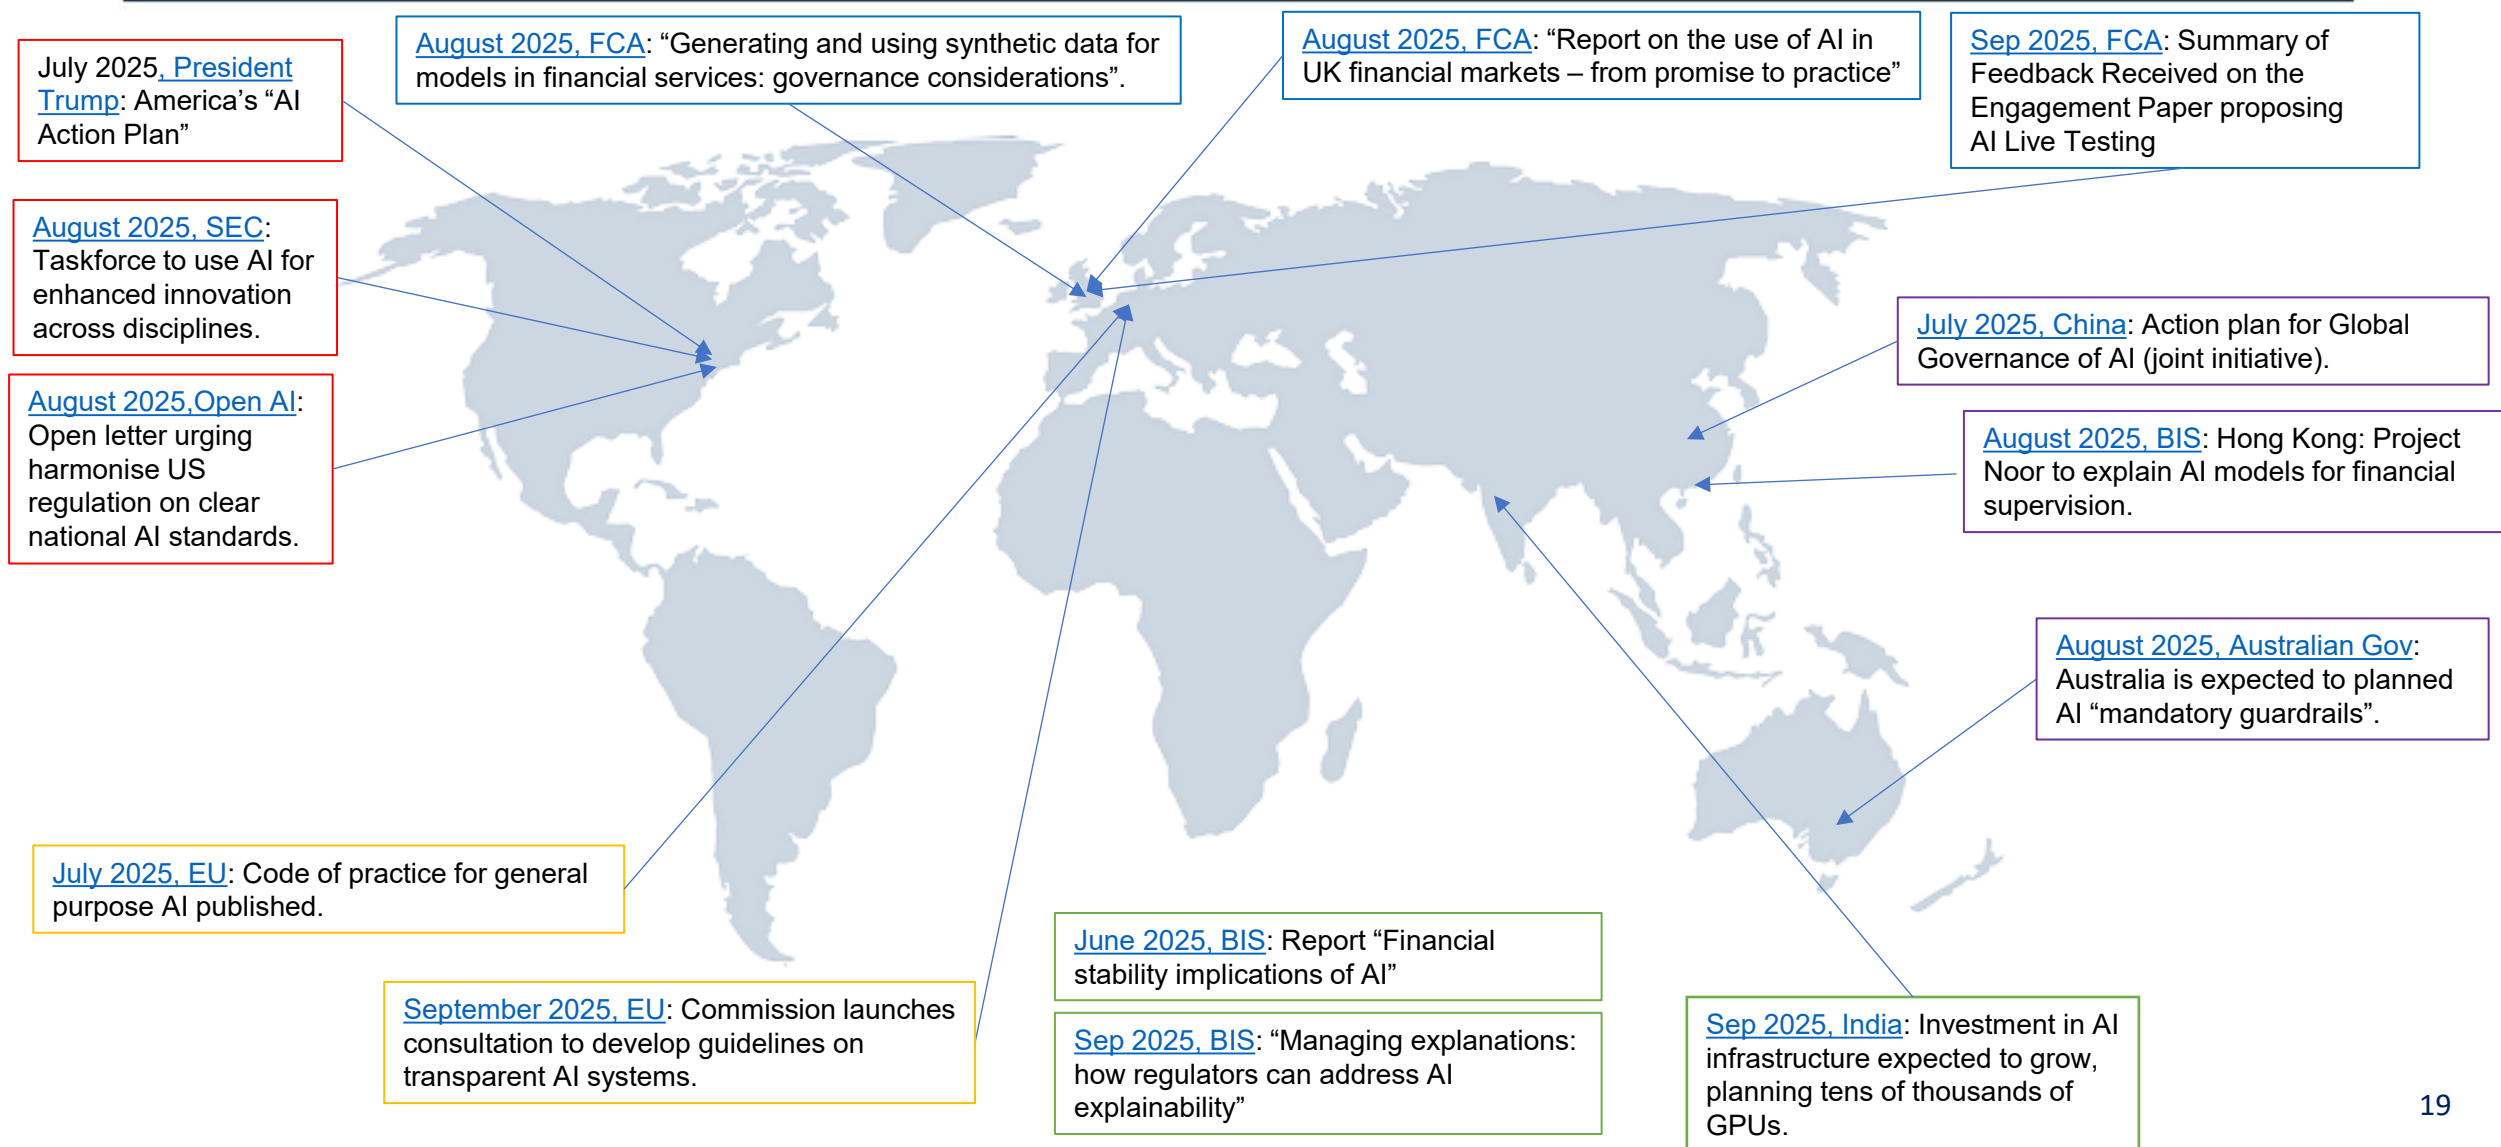 July 2025, President
Trump: America’s “AI
Action Plan”
August 2025, FCA: “Generating and using synthetic data for
models in financial services: governance considerations”.
August 2025, FCA: “Report on the use of AI in
UK financial markets – from promise to practice”
Sep 2025, FCA: Summary of
Feedback Received on the
Engagement Paper proposing
AI Live Testing
August 2025, SEC:
Taskforce to use AI for
enhanced innovation
across disciplines.
August 2025,Open AI:
Open letter urging
harmonise US
regulation on clear
national AI standards.
July 2025, China: Action plan for Global
Governance of AI (joint initiative).
August 2025, BIS: Hong Kong: Project
Noor to explain AI models for financial
supervision.
August 2025, Australian Gov:
Australia is expected to planned
AI “mandatory guardrails”.
July 2025, EU: Code of practice for general
purpose AI published.
September 2025, EU: Commission launches
consultation to develop guidelines on
transparent AI systems.
June 2025, BIS: Report “Financial
stability implications of AI”
Sep 2025, BIS: “Managing explanations:
how regulators can address AI
explainability”
Sep 2025, India: Investment in AI
infrastructure expected to grow,
planning tens of thousands of
GPUs.
19